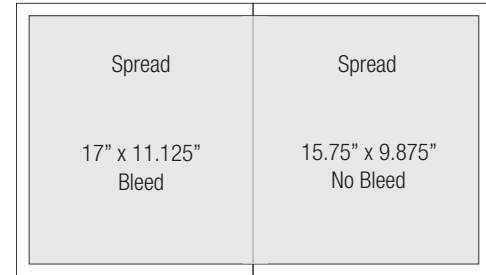 Spread
17” x 11.125”
Bleed
Spread
15.75” x 9.875”
No Bleed